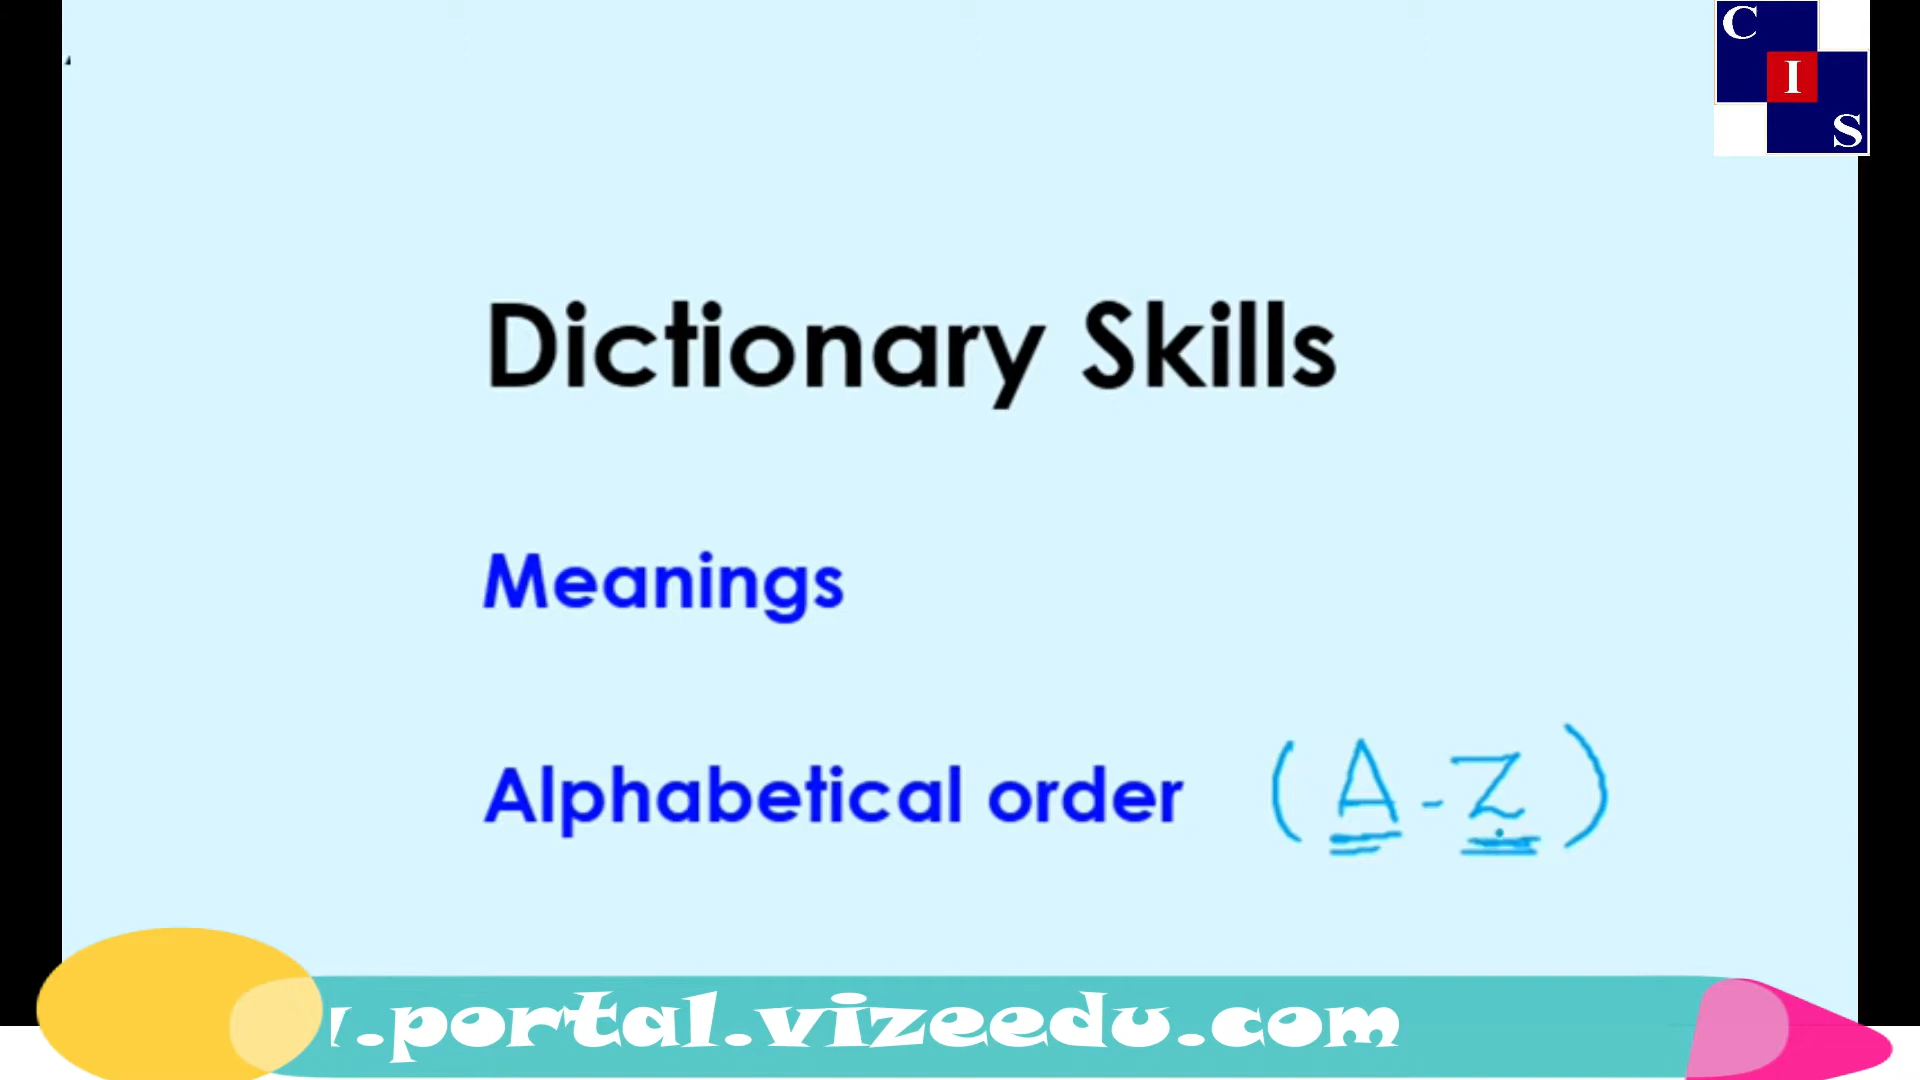 C
I
S
Dictionary Skills
Meanings
Alphabetical order (A-Z)
.portal.vizeedu.com